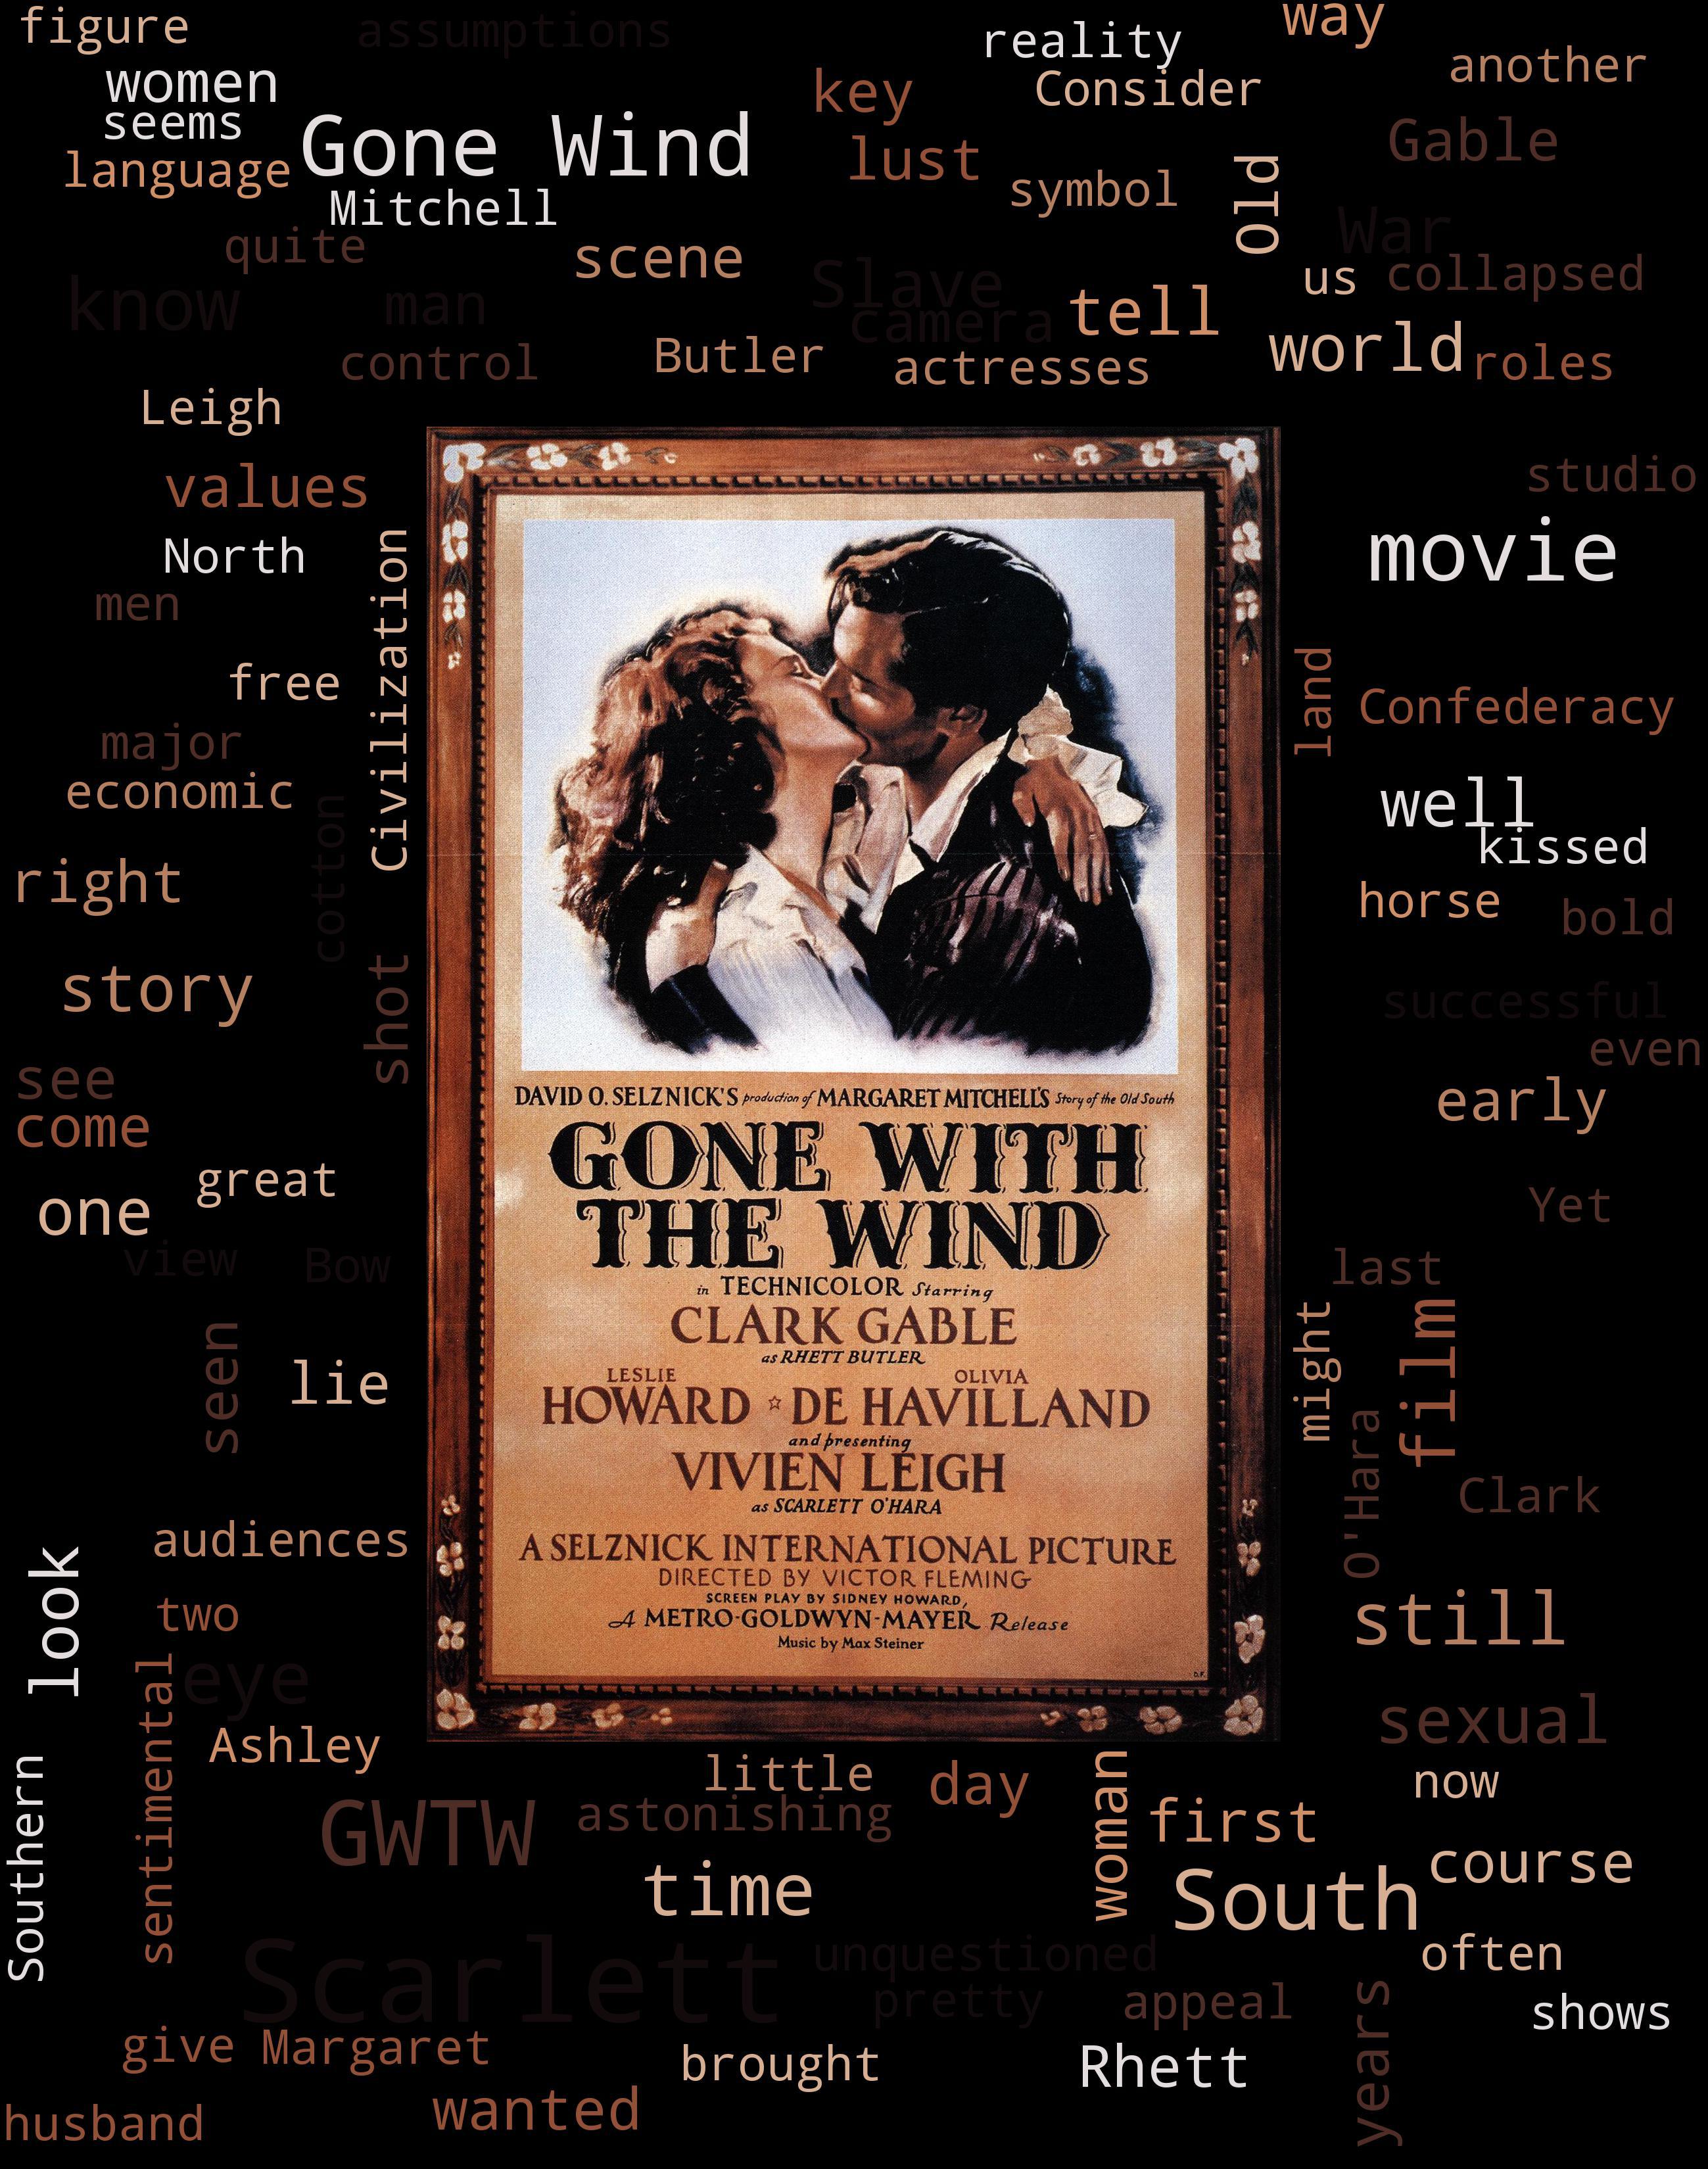 figure
assumptions
reality
way
women
key
Consider
another
seems
Gone Wind
lust
Gable
language
symbol
Old
Mitchell
War
quite
scene
Slave
us
collapsed
know
man
camera
tell
control
Butler
actresses
world
roles
Leigh
values
studio
North
Civilization
movie
men
free
land
Confederacy
major
economic
cotton
well
kissed
right
horse
bold
story
shot
successful
see
even
come
early
great
one
Yet
view
Bow
last
seen
lie
might
film
O'Hara
Clark
audiences
look
two
still
sentimental
eye
sexual
Ashley
DAVID O. SELZNICK'S production of MARGARET MITCHELL'S Story of the Old South
GONE WITH
THE WIND
in TECHNICOLOR Starring
CLARK GABLE
as RHETT BUTLER
LESLIE OLIVIA
HOWARD ☆ DE HAVILLAND
and presenting
VIVIEN LEIGH
as SCARLETT O'HARA
A SELZNICK INTERNATIONAL PICTURE
DIRECTED BY VICTOR FLEMING
SCREEN PLAY BY SIDNEY HOWARD,
A METRO-GOLDWYN-MAYER Release
Music by Max Steiner
D.F.
Southern
little
day
woman
now
GWTW
astonishing
first
time
South
course
Scarlett
unquestioned
often
pretty
appeal
years
shows
give
Margaret
brought
Rhett
husband
wanted